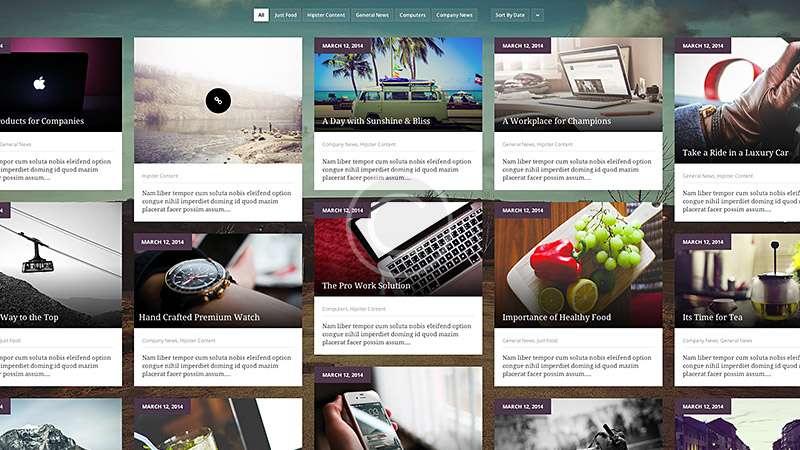 All Just Food Hipster Content General News Computers Company News Sort By Date
roducts for Companies
General News
Nam liber tempor cum soluta nobis eleifend option
congue nihil imperdiet doming id quod mazim
placerat facer possim assum....
Hipster Content
Nam liber tempor cum soluta nobis eleifend option
congue nihil imperdiet doming id quod mazim
placerat facer possim assum....
MARCH 12, 2014
A Day with Sunshine & Bliss
Company News, Hipster Content
Nam liber tempor cum soluta nobis eleifend option
congue nihil imperdiet doming id quod mazim
placerat facer possim assum....
MARCH 12, 2014
A Workplace for Champions
General News, Hipster Content
Nam liber tempor cum soluta nobis eleifend option
congue nihil imperdiet doming id quod mazim
placerat facer possim assum....
MARCH 12, 2014
Take a Ride in a Luxury Car
General News, Hipster Content
Nam liber tempor cum soluta nobis
congue nihil imperdiet doming id
placerat facer possim assum....
Way to the Top
Just Food
Nam liber tempor cum soluta nobis eleifend option
congue nihil imperdiet doming id quod mazim
placerat facer possim assum....
MARCH 12, 2014
Hand Crafted Premium Watch
Company News, Hipster Content
Nam liber tempor cum soluta nobis eleifend option
congue nihil imperdiet doming id quod mazim
placerat facer possim assum....
MARCH 12, 2014
The Pro Work Solution
Computers, Hipster Content
Nam liber tempor cum soluta nobis eleifend option
congue nihil imperdiet doming id quod mazim
placerat facer possim assum....
MARCH 12, 2014
Importance of Healthy Food
General News, Just Food
Nam liber tempor cum soluta nobis eleifend option
congue nihil imperdiet doming id quod mazim
placerat facer possim assum....
MARCH 12, 2014
Its Time for Tea
Company News, General News
Nam liber tempor cum soluta nobis
congue nihil imperdiet doming id
placerat facer possim assum....
MARCH 12, 2014
MARCH 12, 2014
MARCH 12, 2014
MARCH 12, 2014